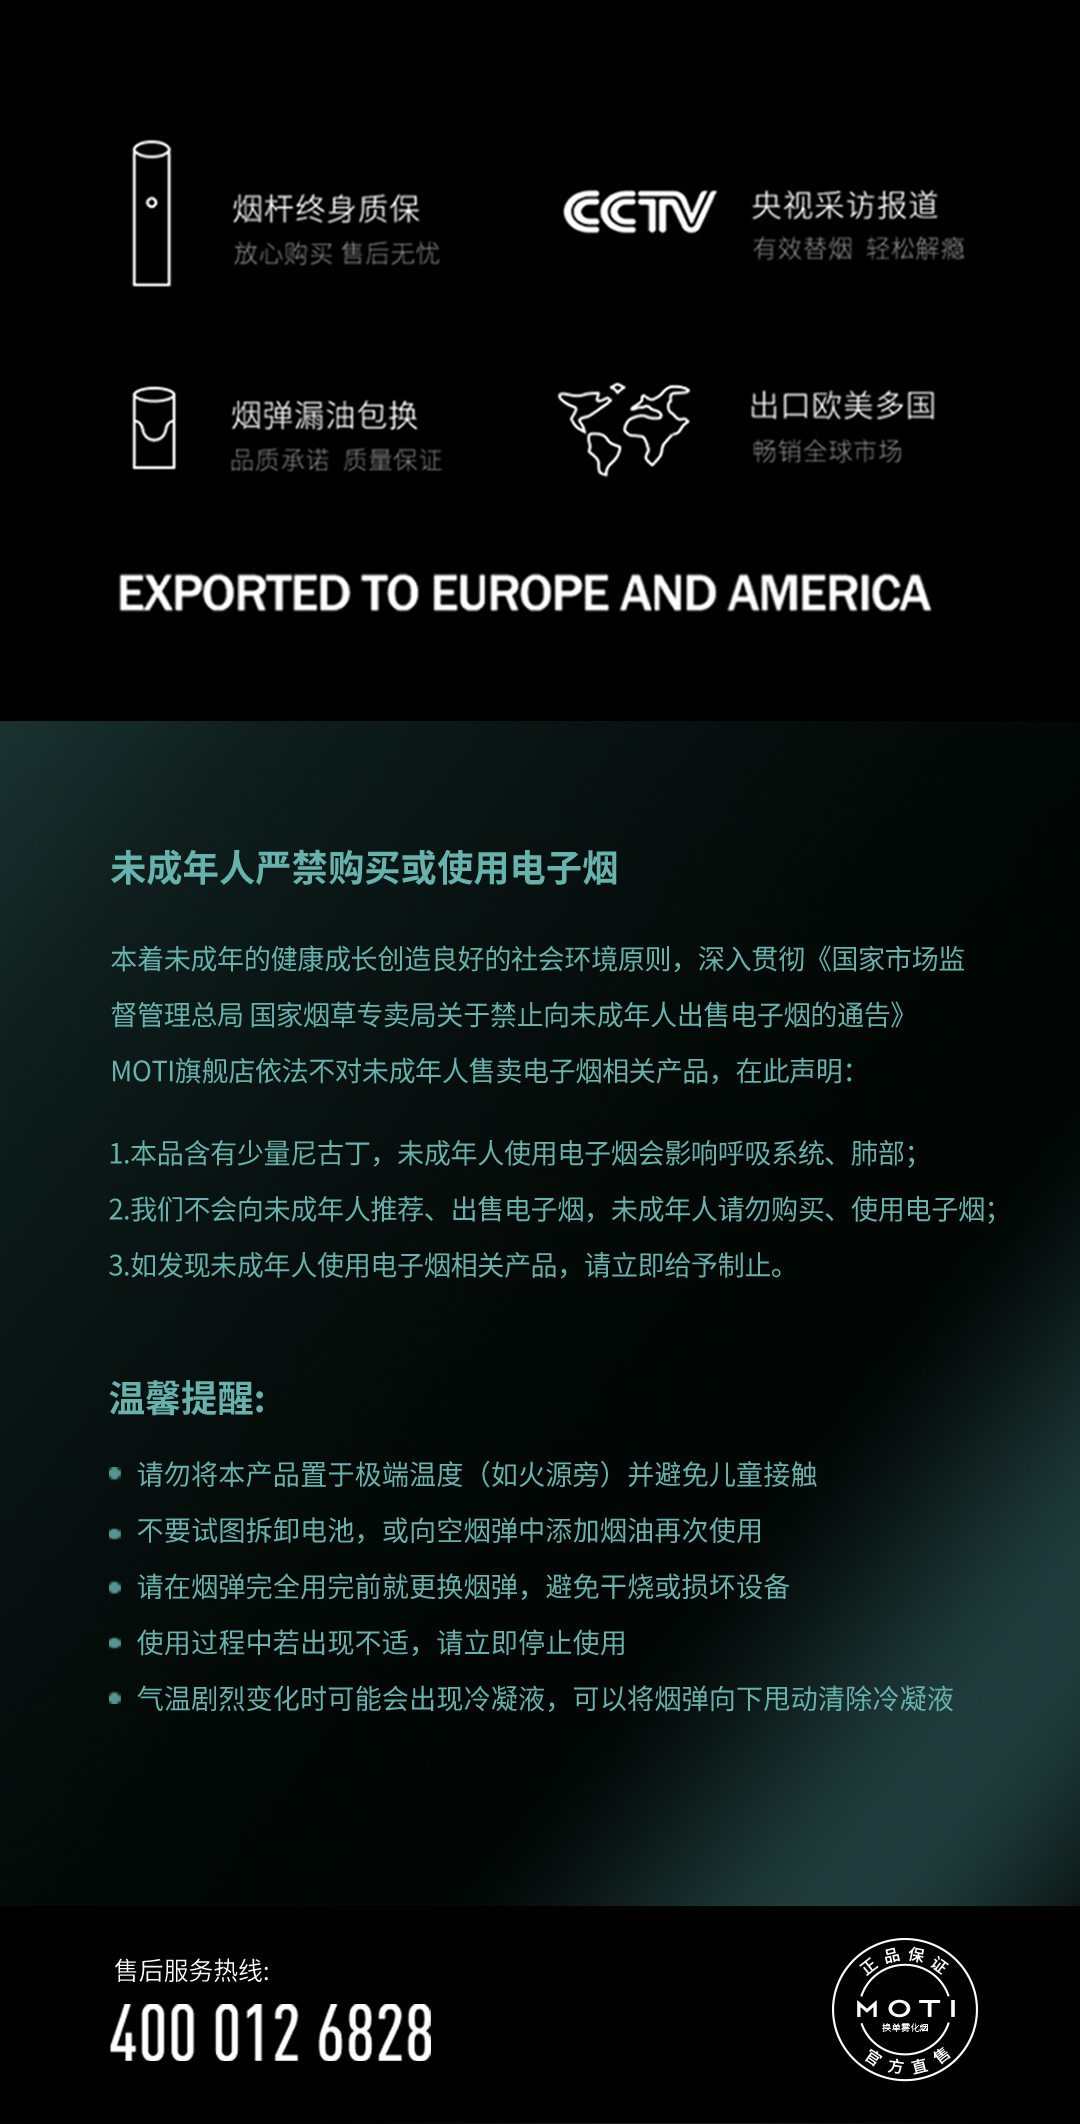 烟杆终身质保
放心购买 售后无忧
CCTV
央视采访报道
有效替烟 轻松解瘾
烟弹漏油包换
品质承诺 质量保证
出口欧美多国
畅销全球市场
EXPORTED TO EUROPE AND AMERICA
未成年人严禁购买或使用电子烟
本着未成年的健康成长创造良好的社会环境原则，深入贯彻《国家市场监
督管理总局 国家烟草专卖局关于禁止向未成年人出售电子烟的通告》
MOTI旗舰店依法不对未成年人售卖电子烟相关产品，在此声明：
1.本品含有少量尼古丁，未成年人使用电子烟会影响呼吸系统、肺部；
2.我们不会向未成年人推荐、出售电子烟，未成年人请勿购买、使用电子烟；
3.如发现未成年人使用电子烟相关产品，请立即给予制止。
温馨提醒:
请勿将本产品置于极端温度（如火源旁）并避免儿童接触
不要试图拆卸电池，或向空烟弹中添加烟油再次使用
请在烟弹完全用完前就更换烟弹，避免干烧或损坏设备
使用过程中若出现不适，请立即停止使用
气温剧烈变化时可能会出现冷凝液，可以将烟弹向下甩动清除冷凝液
售后服务热线:
400 012 6828
正品保证
MOTI
换单雾化烟
官方直售